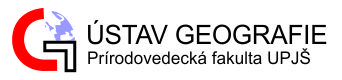 ÚSTAV GEOGRAFIE
Prírodovedecká fakulta UPJŠ